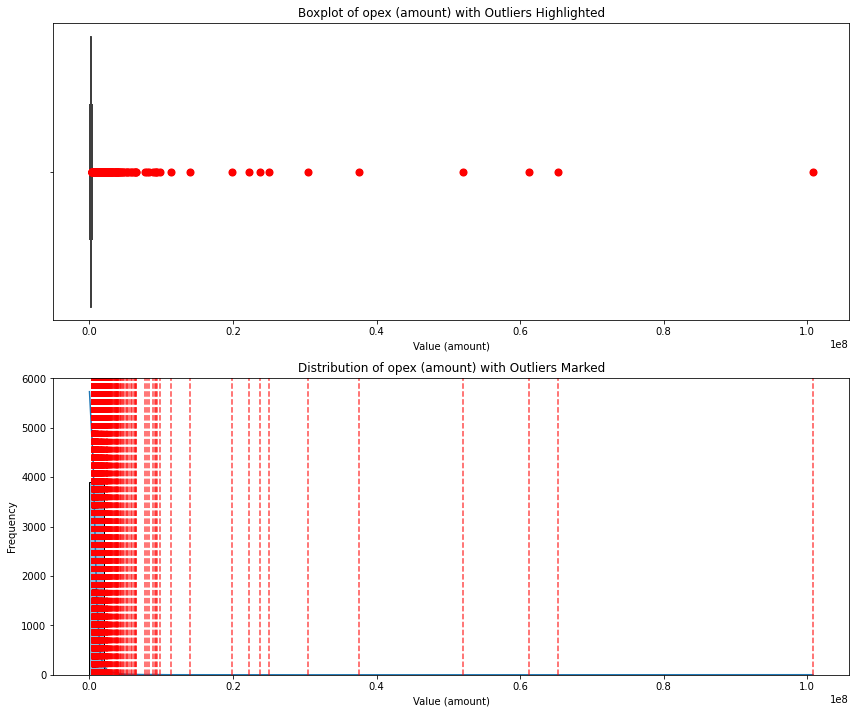 Boxplot of opex (amount) with Outliers Highlighted
0.0 0.2 0.4 0.6 0.8 1.0
1e8
Value (amount)
Distribution of opex (amount) with Outliers Marked
6000
5000
4000
3000
2000
1000
0
Frequency
0.0 0.2 0.4 0.6 0.8 1.0
1e8
Value (amount)